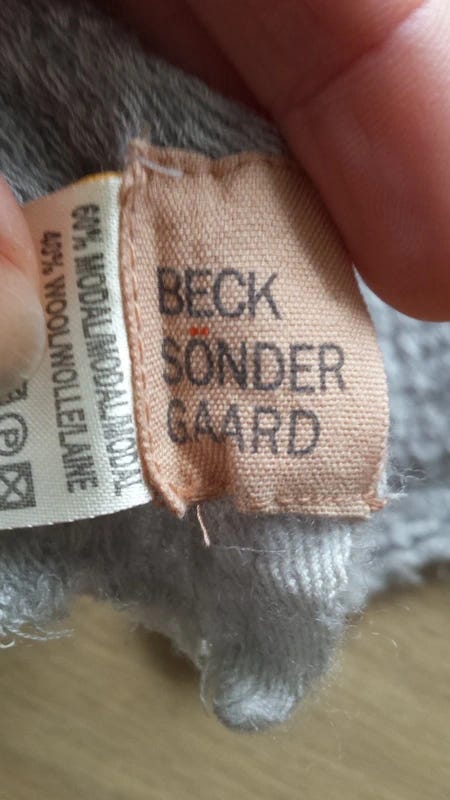 BECK
SÖNDER
GAARD
60% MODAL/MODAL/MODAL
40% WOOL/WOLLE/LAINE
P